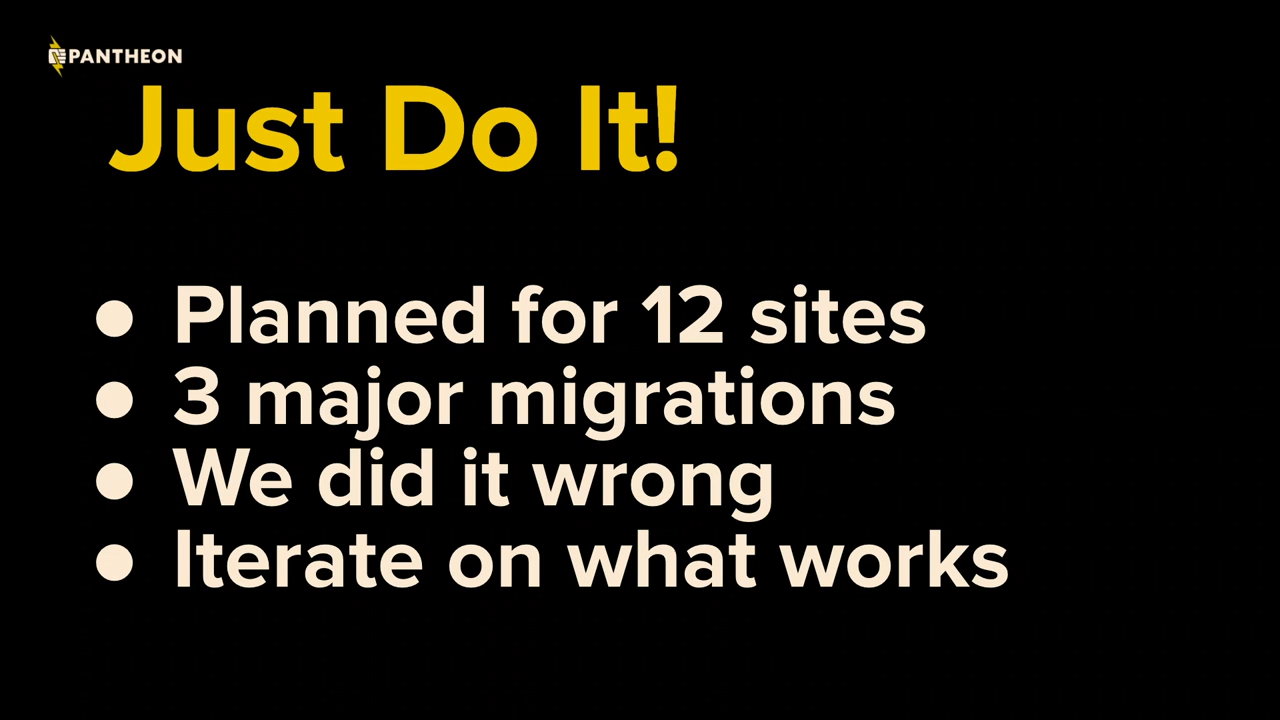 PANTHEON
Just Do It!
● Planned for 12 sites
● 3 major migrations
● We did it wrong
● Iterate on what works